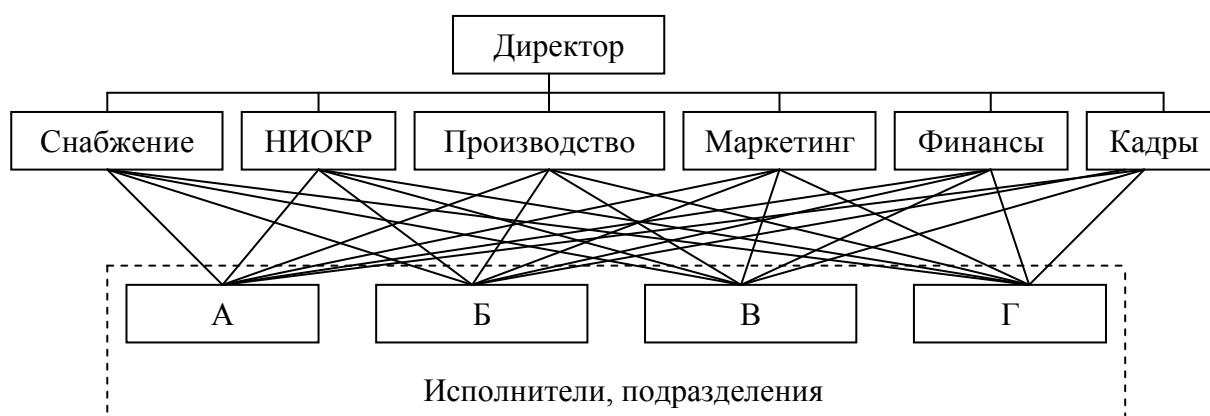 Директор
Снабжение НИОКР Производство Маркетинг Финансы Кадры
А Б В Г
Исполнители, подразделения